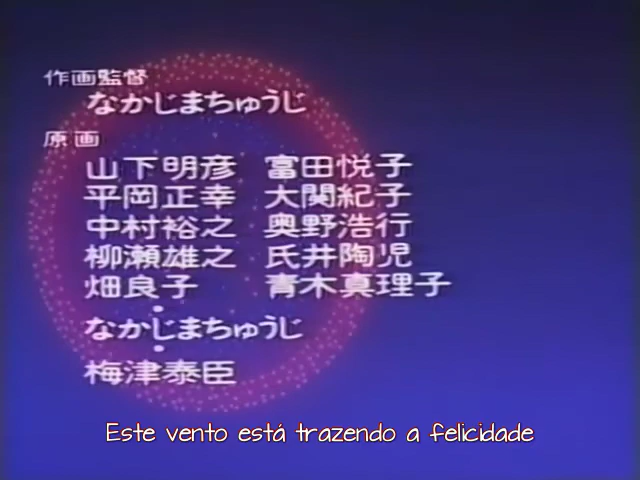 作画監督
なかじまちゅうじ
原画
山下明彦 富田悦子
平岡正幸 大関紀子
中村裕之 奥野浩行
柳瀬雄之 氏井陶児
畑良子 青木真理子
なかじまちゅうじ
梅津泰臣
Este vento está trazendo a felicidade